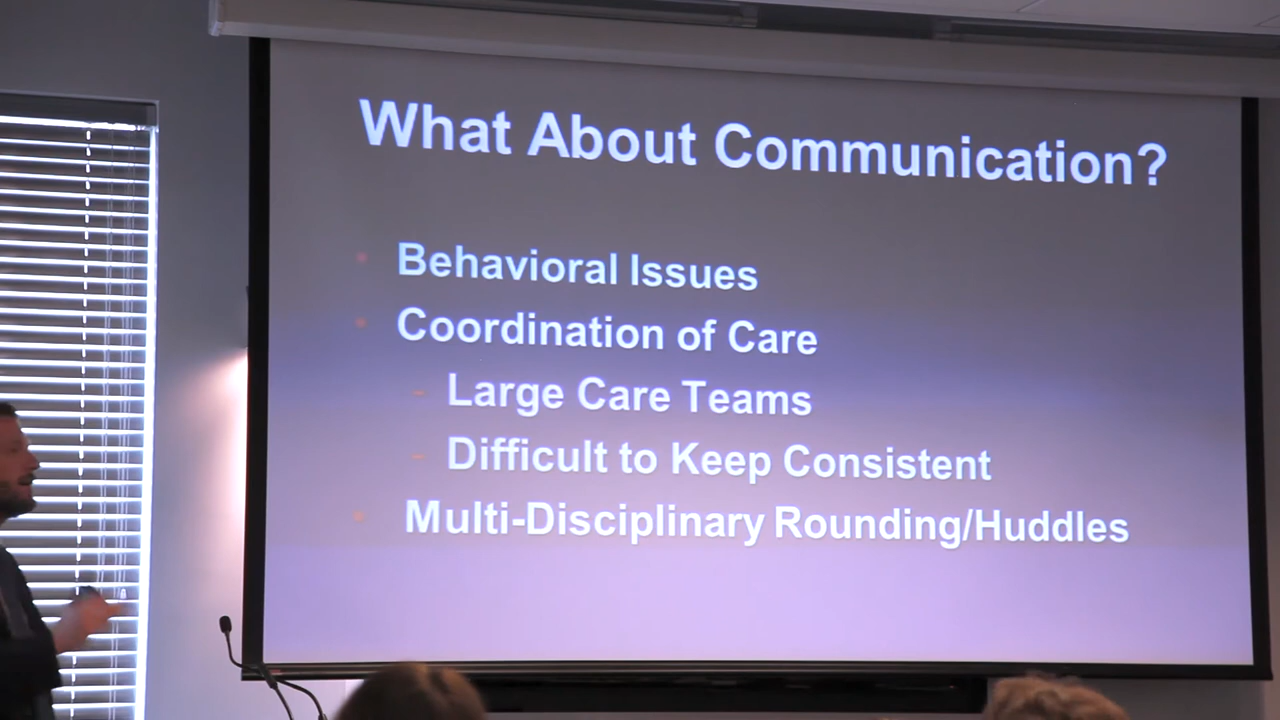 What About Communication?
Behavioral Issues
Coordination of Care
- Large Care Teams
- Difficult to Keep Consistent
Multi-Disciplinary Rounding/Huddles